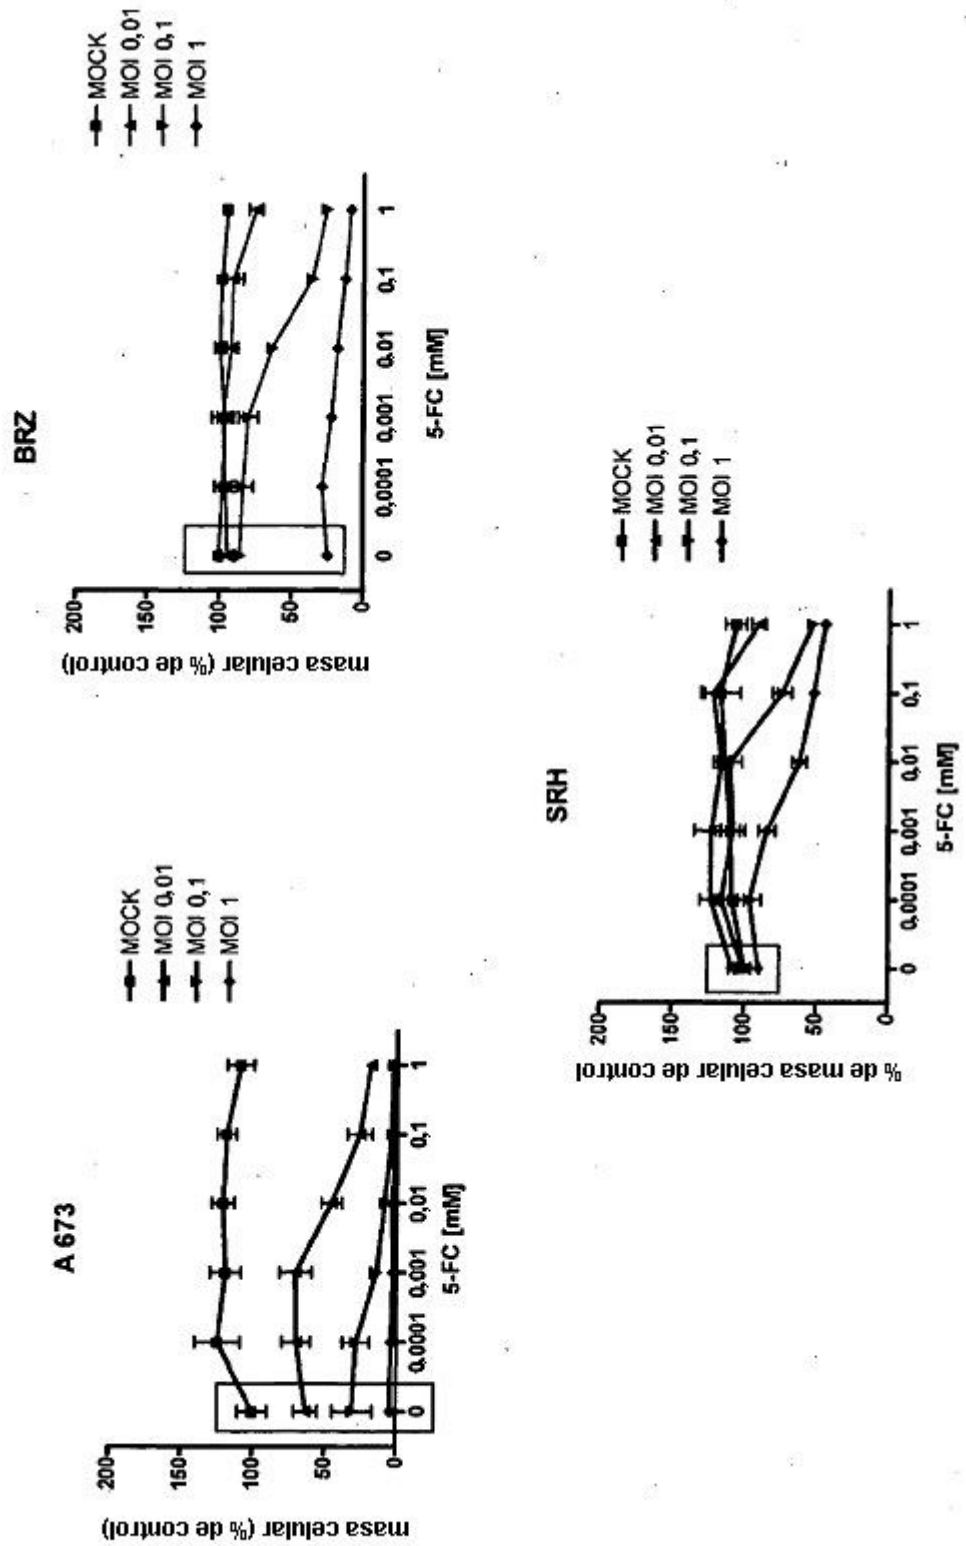 A 673
masa celular (% de control)
200
150
100
50
0
0
0,0001
0,001
0,01
0,1
1
5-FC [mM]
MOCK
MOI 0,01
MOI 0,1
MOI 1
BRZ
masa celular (% de control)
200
150
100
50
0
0
0,0001
0,001
0,01
0,1
1
5-FC [mM]
MOCK
MOI 0,01
MOI 0,1
MOI 1
SRH
% de masa celular de control
200
150
100
50
0
0
0,0001
0,001
0,01
0,1
1
5-FC [mM]
MOCK
MOI 0,01
MOI 0,1
MOI 1